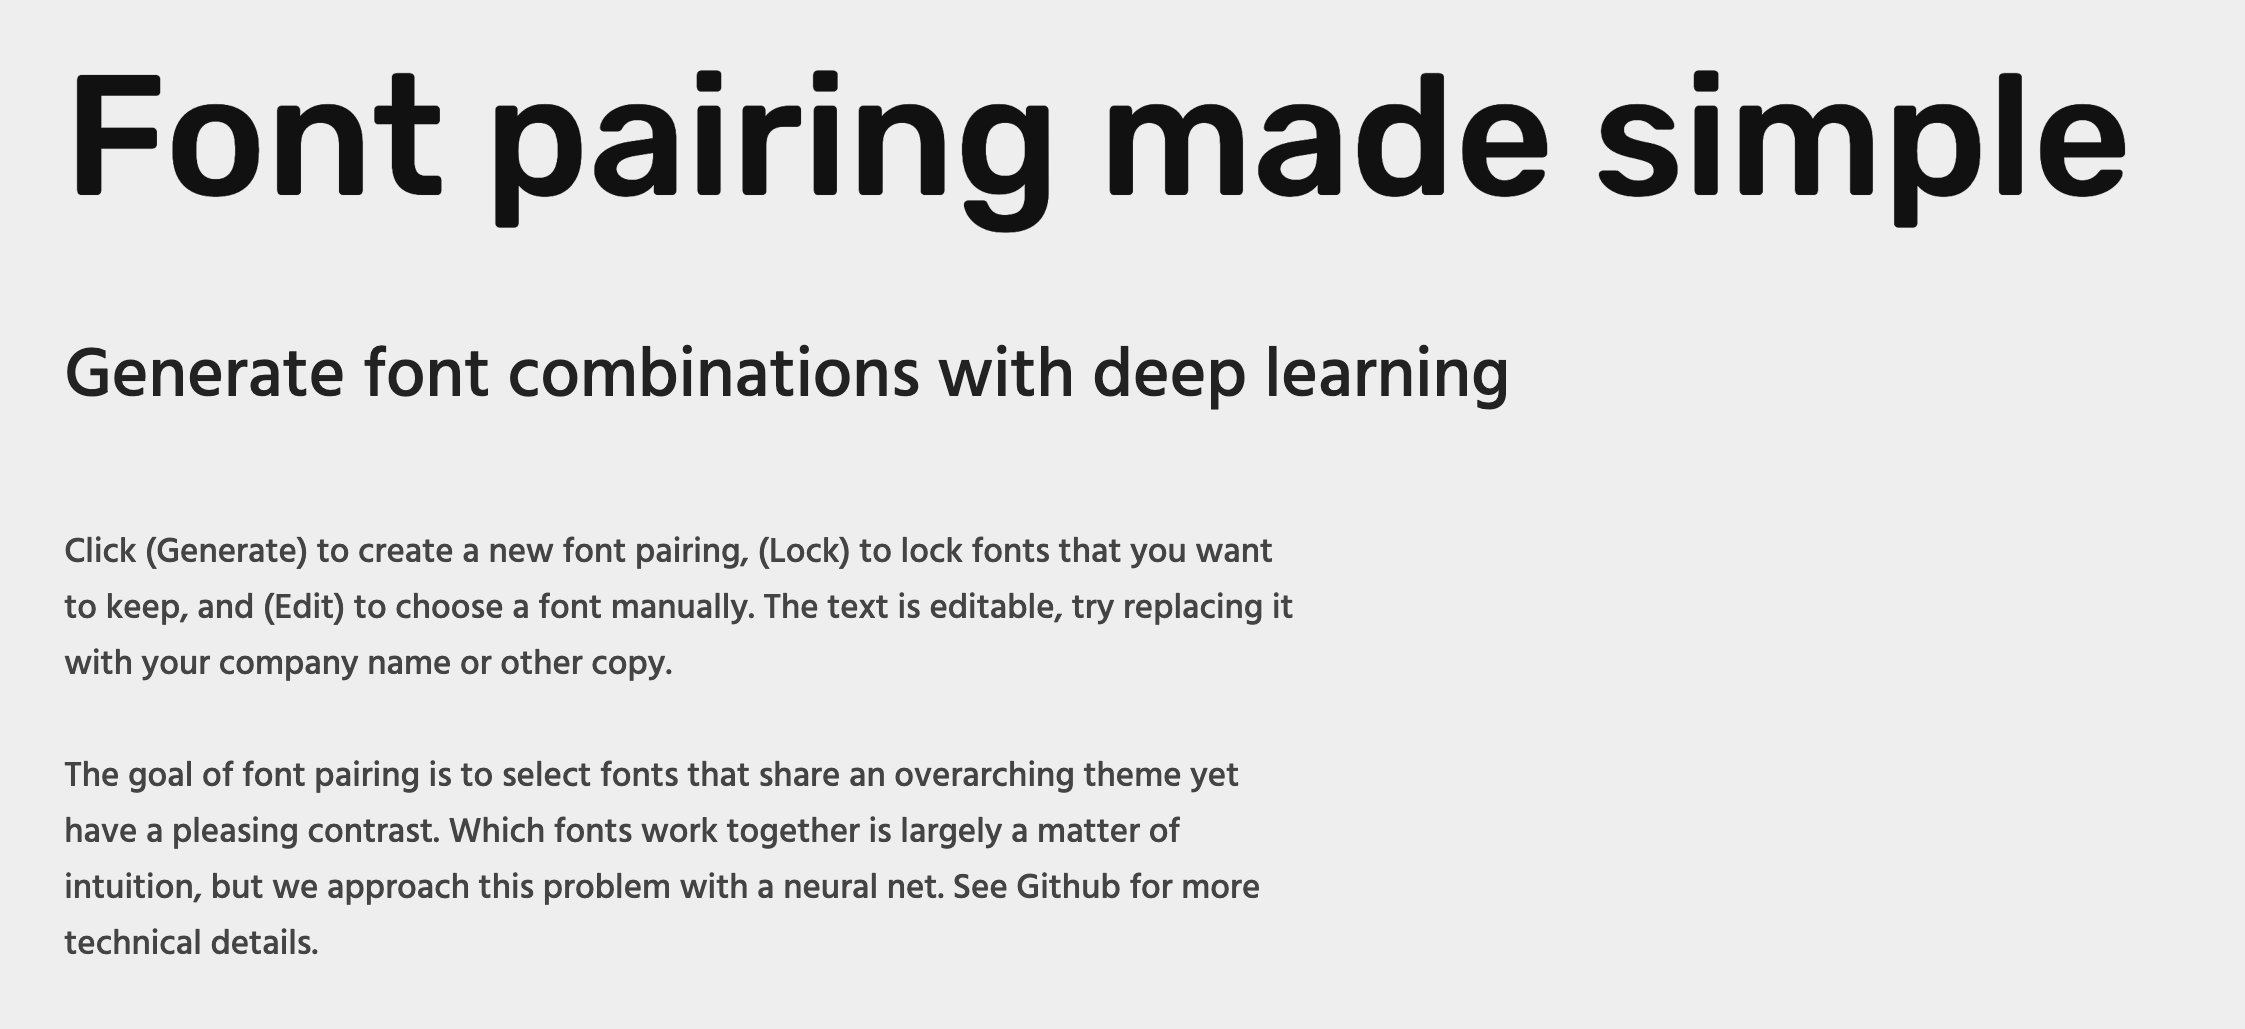 Font pairing made simple
Generate font combinations with deep learning
Click (Generate) to create a new font pairing, (Lock) to lock fonts that you want
to keep, and (Edit) to choose a font manually. The text is editable, try replacing it
with your company name or other copy.
The goal of font pairing is to select fonts that share an overarching theme yet
have a pleasing contrast. Which fonts work together is largely a matter of
intuition, but we approach this problem with a neural net. See Github for more
technical details.